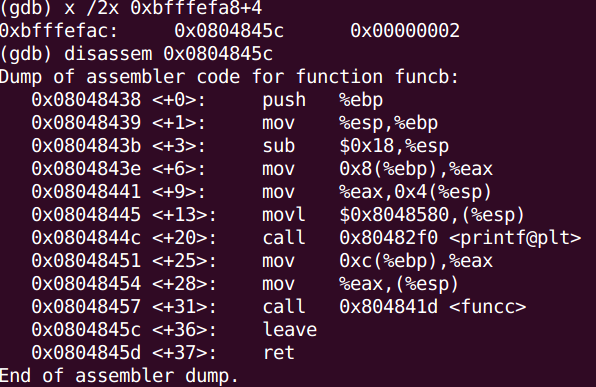 (gdb) x /2x 0xbfffefa8+4
0xbfffefac:     0x0804845c      0x00000002
(gdb) disassem 0x0804845c
Dump of assembler code for function funcb:
   0x08048438 <+0>:     push   %ebp
   0x08048439 <+1>:     mov    %esp,%ebp
   0x0804843b <+3>:     sub    $0x18,%esp
   0x0804843e <+6>:     mov    0x8(%ebp),%eax
   0x08048441 <+9>:     mov    %eax,0x4(%esp)
   0x08048445 <+13>:    movl   $0x8048580,(%esp)
   0x0804844c <+20>:    call   0x80482f0 <printf@plt>
   0x08048451 <+25>:    mov    0xc(%ebp),%eax
   0x08048454 <+28>:    mov    %eax,(%esp)
   0x08048457 <+31>:    call   0x804841d <funcc>
   0x0804845c <+36>:    leave
   0x0804845d <+37>:    ret
End of assembler dump.